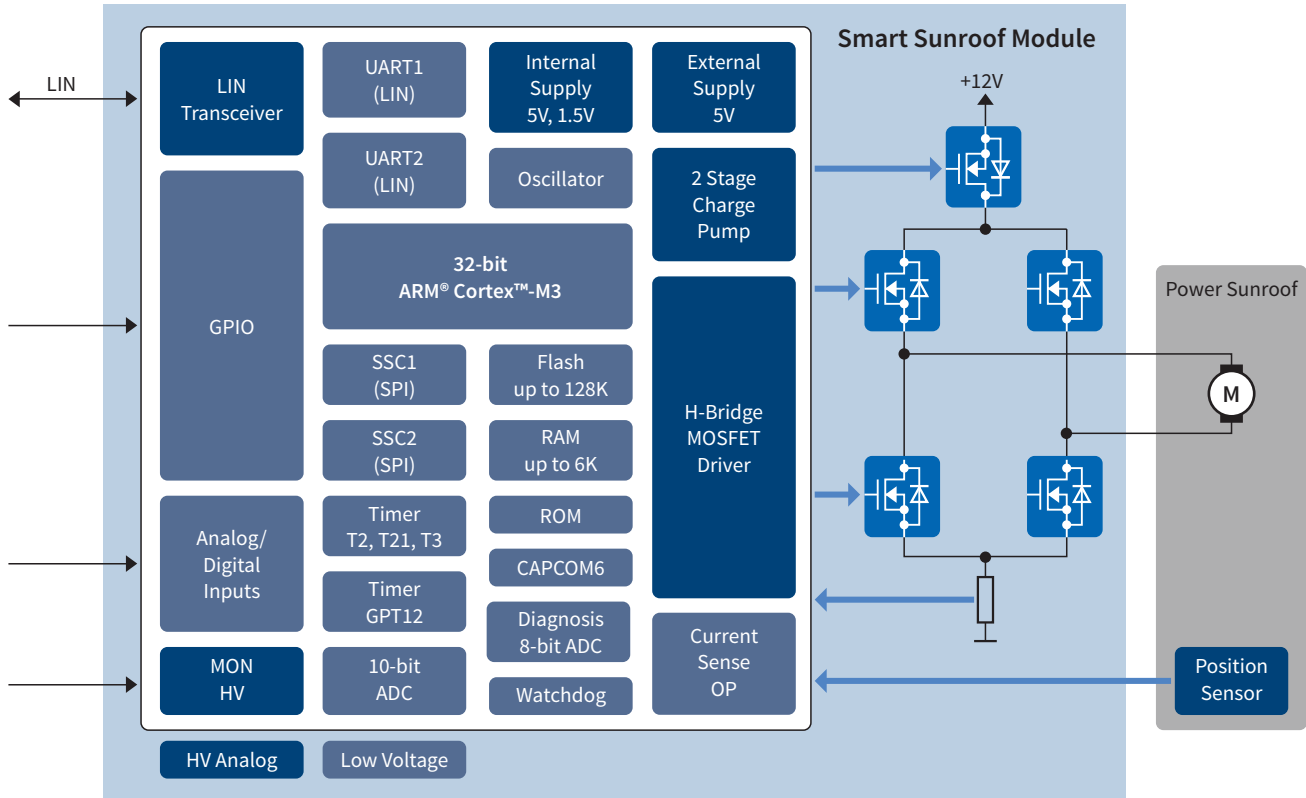 Smart Sunroof Module
LIN
LIN
Transceiver
GPIO
Analog/
Digital
Inputs
MON
HV
UART1
(LIN)
UART2
(LIN)
Internal
Supply
5V, 1.5V
Oscillator
External
Supply
5V
2 Stage
Charge
Pump
32-bit
ARM® Cortex™-M3
SSC1
(SPI)
SSC2
(SPI)
Timer
T2, T21, T3
Timer
GPT12
10-bit
ADC
Flash
up to 128K
RAM
up to 6K
ROM
CAPCOM6
Diagnosis
8-bit ADC
Watchdog
H-Bridge
MOSFET
Driver
Current
Sense
OP
+12V
Power Sunroof
M
Position
Sensor
HV Analog
Low Voltage